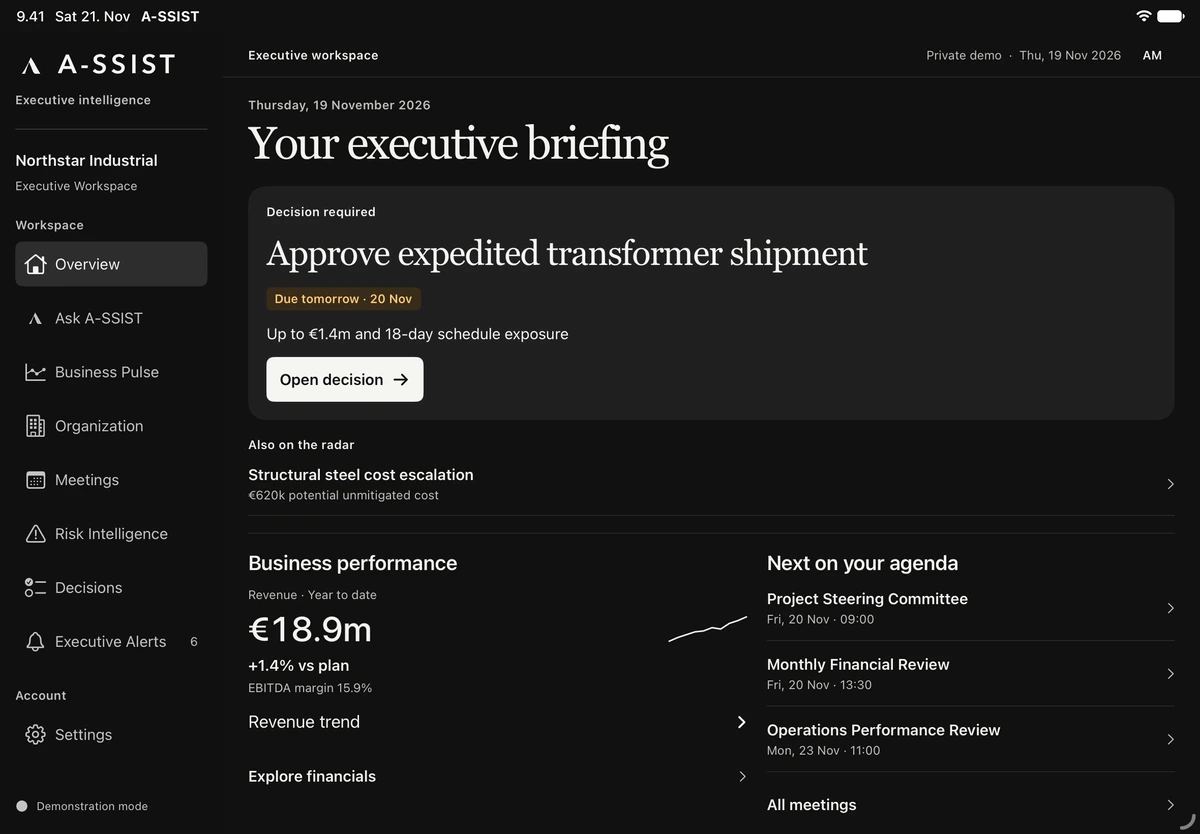 9.41 Sat 21. Nov A-SSIST
A-SSIST
Executive intelligence
Northstar Industrial
Executive Workspace
Workspace
Overview
Ask A-SSIST
Business Pulse
Organization
Meetings
Risk Intelligence
Decisions
Executive Alerts 6
Account
Settings
Demonstration mode
Executive workspace
Private demo · Thu, 19 Nov 2026 AM
Thursday, 19 November 2026
Your executive briefing
Decision required
Approve expedited transformer shipment
Due tomorrow · 20 Nov
Up to €1.4m and 18-day schedule exposure
Open decision
Also on the radar
Structural steel cost escalation
€620k potential unmitigated cost
Business performance
Revenue · Year to date
€18.9m
+1.4% vs plan
EBITDA margin 15.9%
Revenue trend
Explore financials
Next on your agenda
Project Steering Committee
Fri, 20 Nov · 09:00
Monthly Financial Review
Fri, 20 Nov · 13:30
Operations Performance Review
Mon, 23 Nov · 11:00
All meetings